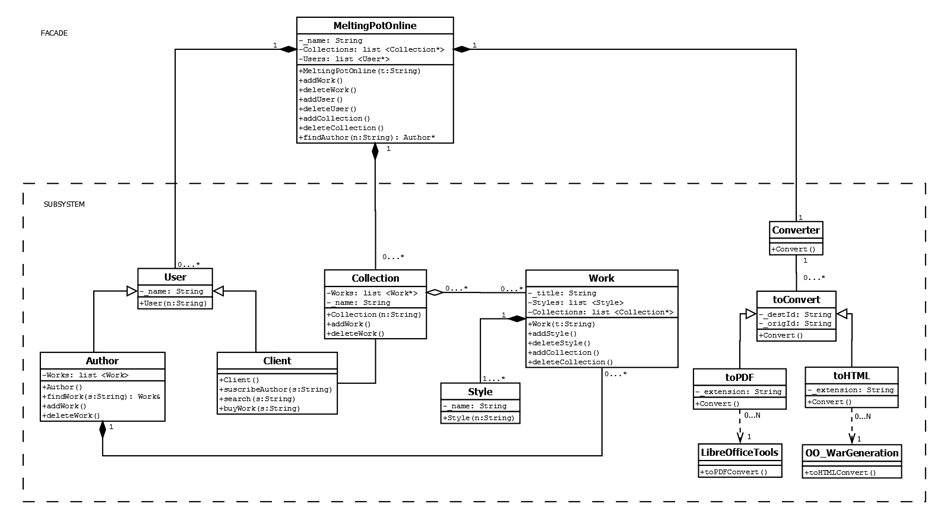 FACADE
MeltingPotOnline
-_name: String
-Collections: list <Collection*>
-Users: list <User*>
+MeltingPotOnline(t:String)
+addWork()
+deleteWork()
+addUser()
+deleteUser()
+addCollection()
+deleteCollection()
+findAuthor(n:String): Author*
1
1
1
SUBSYSTEM
0...*
0...*
1
User
-_name: String
+User(n:String)
Collection
-Works: list <Work*>
-_name: String
+Collection(n:String)
+addWork()
+deleteWork()
0...*
0...*
Work
-_title: String
-Styles: list <Style>
-Collections: list <Collection*>
+Work(t:String)
+addStyle()
+deleteStyle()
+addCollection()
+deleteCollection()
1
0...*
Converter
+Convert()
1
0...*
toConvert
-_destId: String
-_origId: String
+Convert()
Author
-Works: list <Work>
+Author()
+findWork(s:String): Work&
+addWork()
+deleteWork()
1
Client
+Client()
+suscribeAuthor(s:String)
+search(s:String)
+buyWork(s:String)
1...*
Style
-_name: String
+Style(n:String)
toPDF
-_extension: String
+Convert()
0...N
1
toHTML
-_extension: String
+Convert()
0...N
1
LibreOfficeTools
+toPDFConvert()
OO_WarGeneration
+toHTMLConvert()